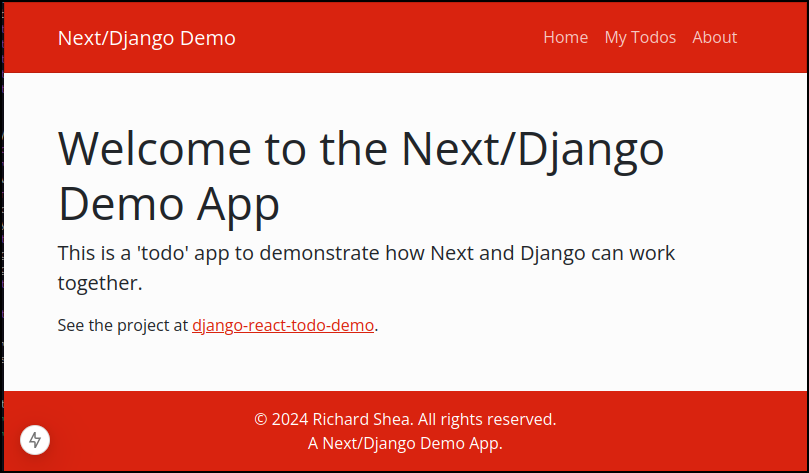 Next/Django Demo
Home My Todos About
Welcome to the Next/Django
Demo App
This is a 'todo' app to demonstrate how Next and Django can work
together.
See the project at django-react-todo-demo.
© 2024 Richard Shea. All rights reserved.
A Next/Django Demo App.